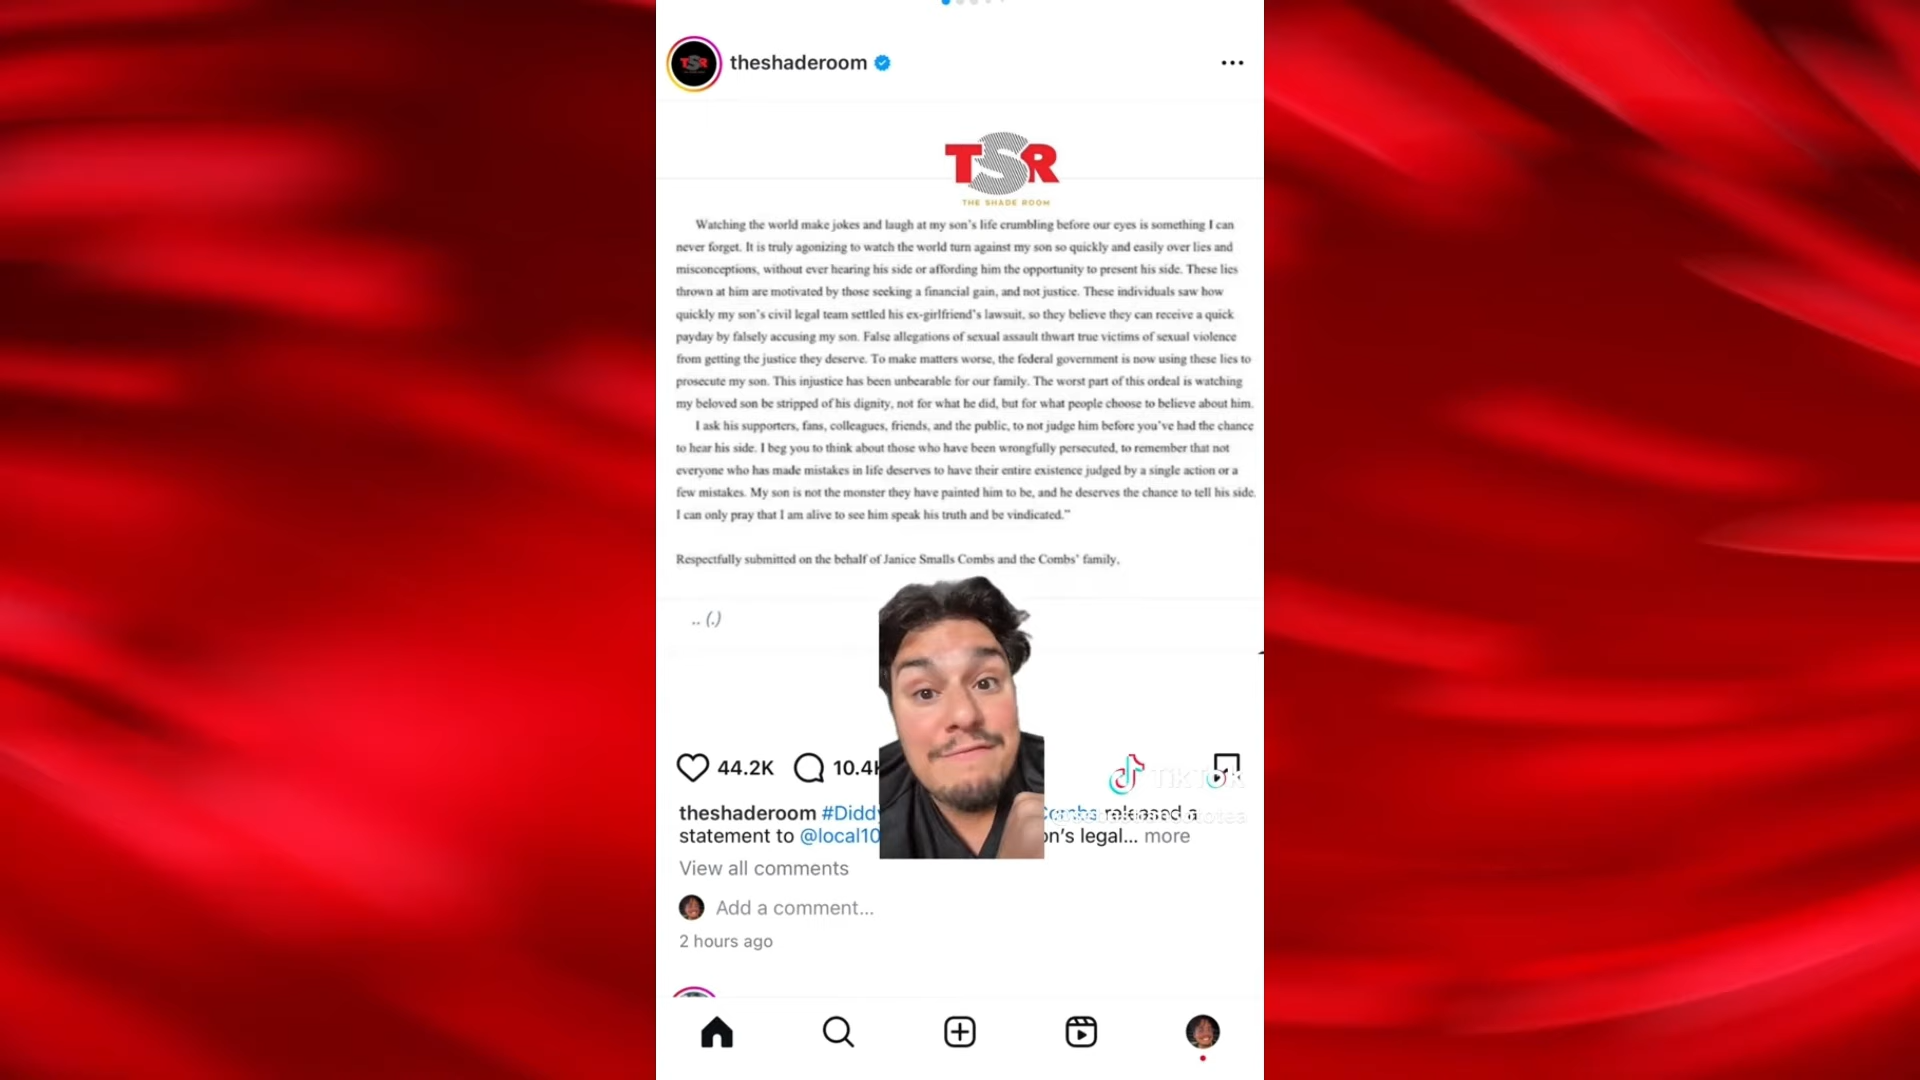 theshaderoom
TSR
TSR
THE SHADE ROOM
Watching the world make jokes and laugh at my son's life crumbling before our eyes is something I can
never forget. It is truly agonizing to watch the world turn against my son so quickly and easily over lies and
misconceptions, without ever hearing his side or affording him the opportunity to present his side. These lies
thrown at him are motivated by those seeking a financial gain, and not justice. These individuals saw how
quickly my son's civil legal team settled his ex-girlfriend's lawsuit, so they believe they can receive a quick
payday by falsely accusing my son. False allegations of sexual assault thwart true victims of sexual violence
from getting the justice they deserve. To make matters worse, the federal government is now using these lies to
prosecute my son. This injustice has been unbearable for our family. The worst part of this ordeal is watching
my beloved son be stripped of his dignity, not for what he did, but for what people choose to believe about him.
I ask his supporters, fans, colleagues, friends, and the public, to not judge him before you've had the chance
to hear his side. I beg you to think about those who have been wrongfully persecuted, to remember that not
everyone who has made mistakes in life deserves to have their entire existence judged by a single action or a
few mistakes. My son is not the monster they have painted him to be, and he deserves the chance to tell his side.
I can only pray that I am alive to see him speak his truth and be vindicated."
Respectfully submitted on the behalf of Janice Smalls Combs and the Combs' family,
.. (.)
44.2K 10.4K
TikTok
theshaderoom #Diddy Combs released a
statement to @local10 on's legal... more
View all comments
Add a comment...
2 hours ago